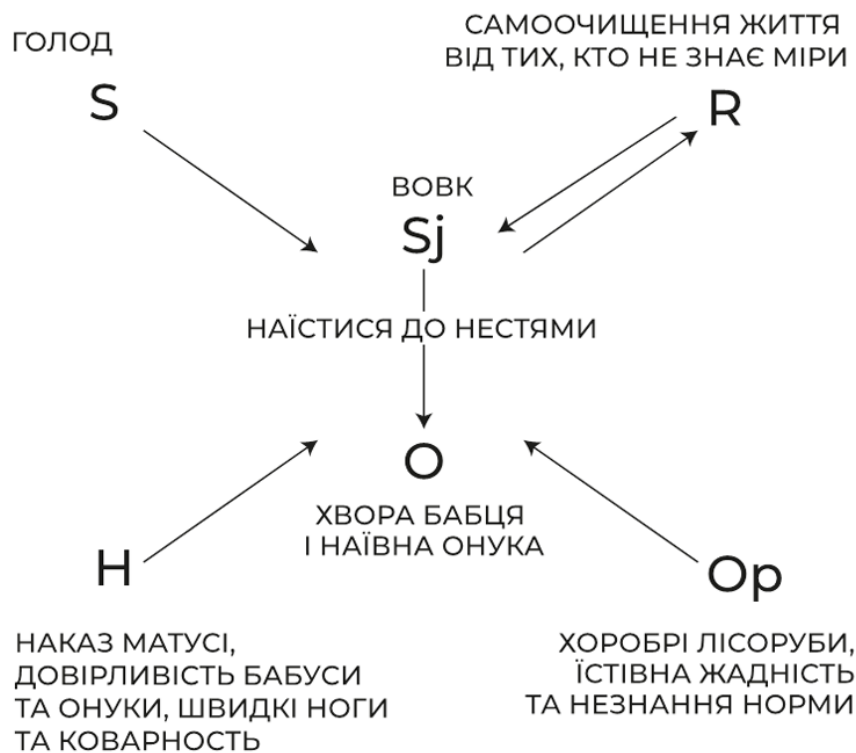 ГОЛОД
S
САМООЧИЩЕННЯ ЖИТТЯ
ВІД ТИХ, КТО НЕ ЗНАЄ МІРИ
R
ВОВК
Sj
НАЇСТИСЯ ДО НЕСТЯМИ
O
ХВОРА БАБЦЯ
І НАЇВНА ОНУКА
H
НАКАЗ МАТУСІ,
ДОВІРЛИВІСТЬ БАБУСИ
ТА ОНУКИ, ШВИДКІ НОГИ
ТА КОВАРНОСТЬ
Op
ХОРОБРІ ЛІСОРУБИ,
ЇСТІВНА ЖАДНІСТЬ
ТА НЕЗНАННЯ НОРМИ